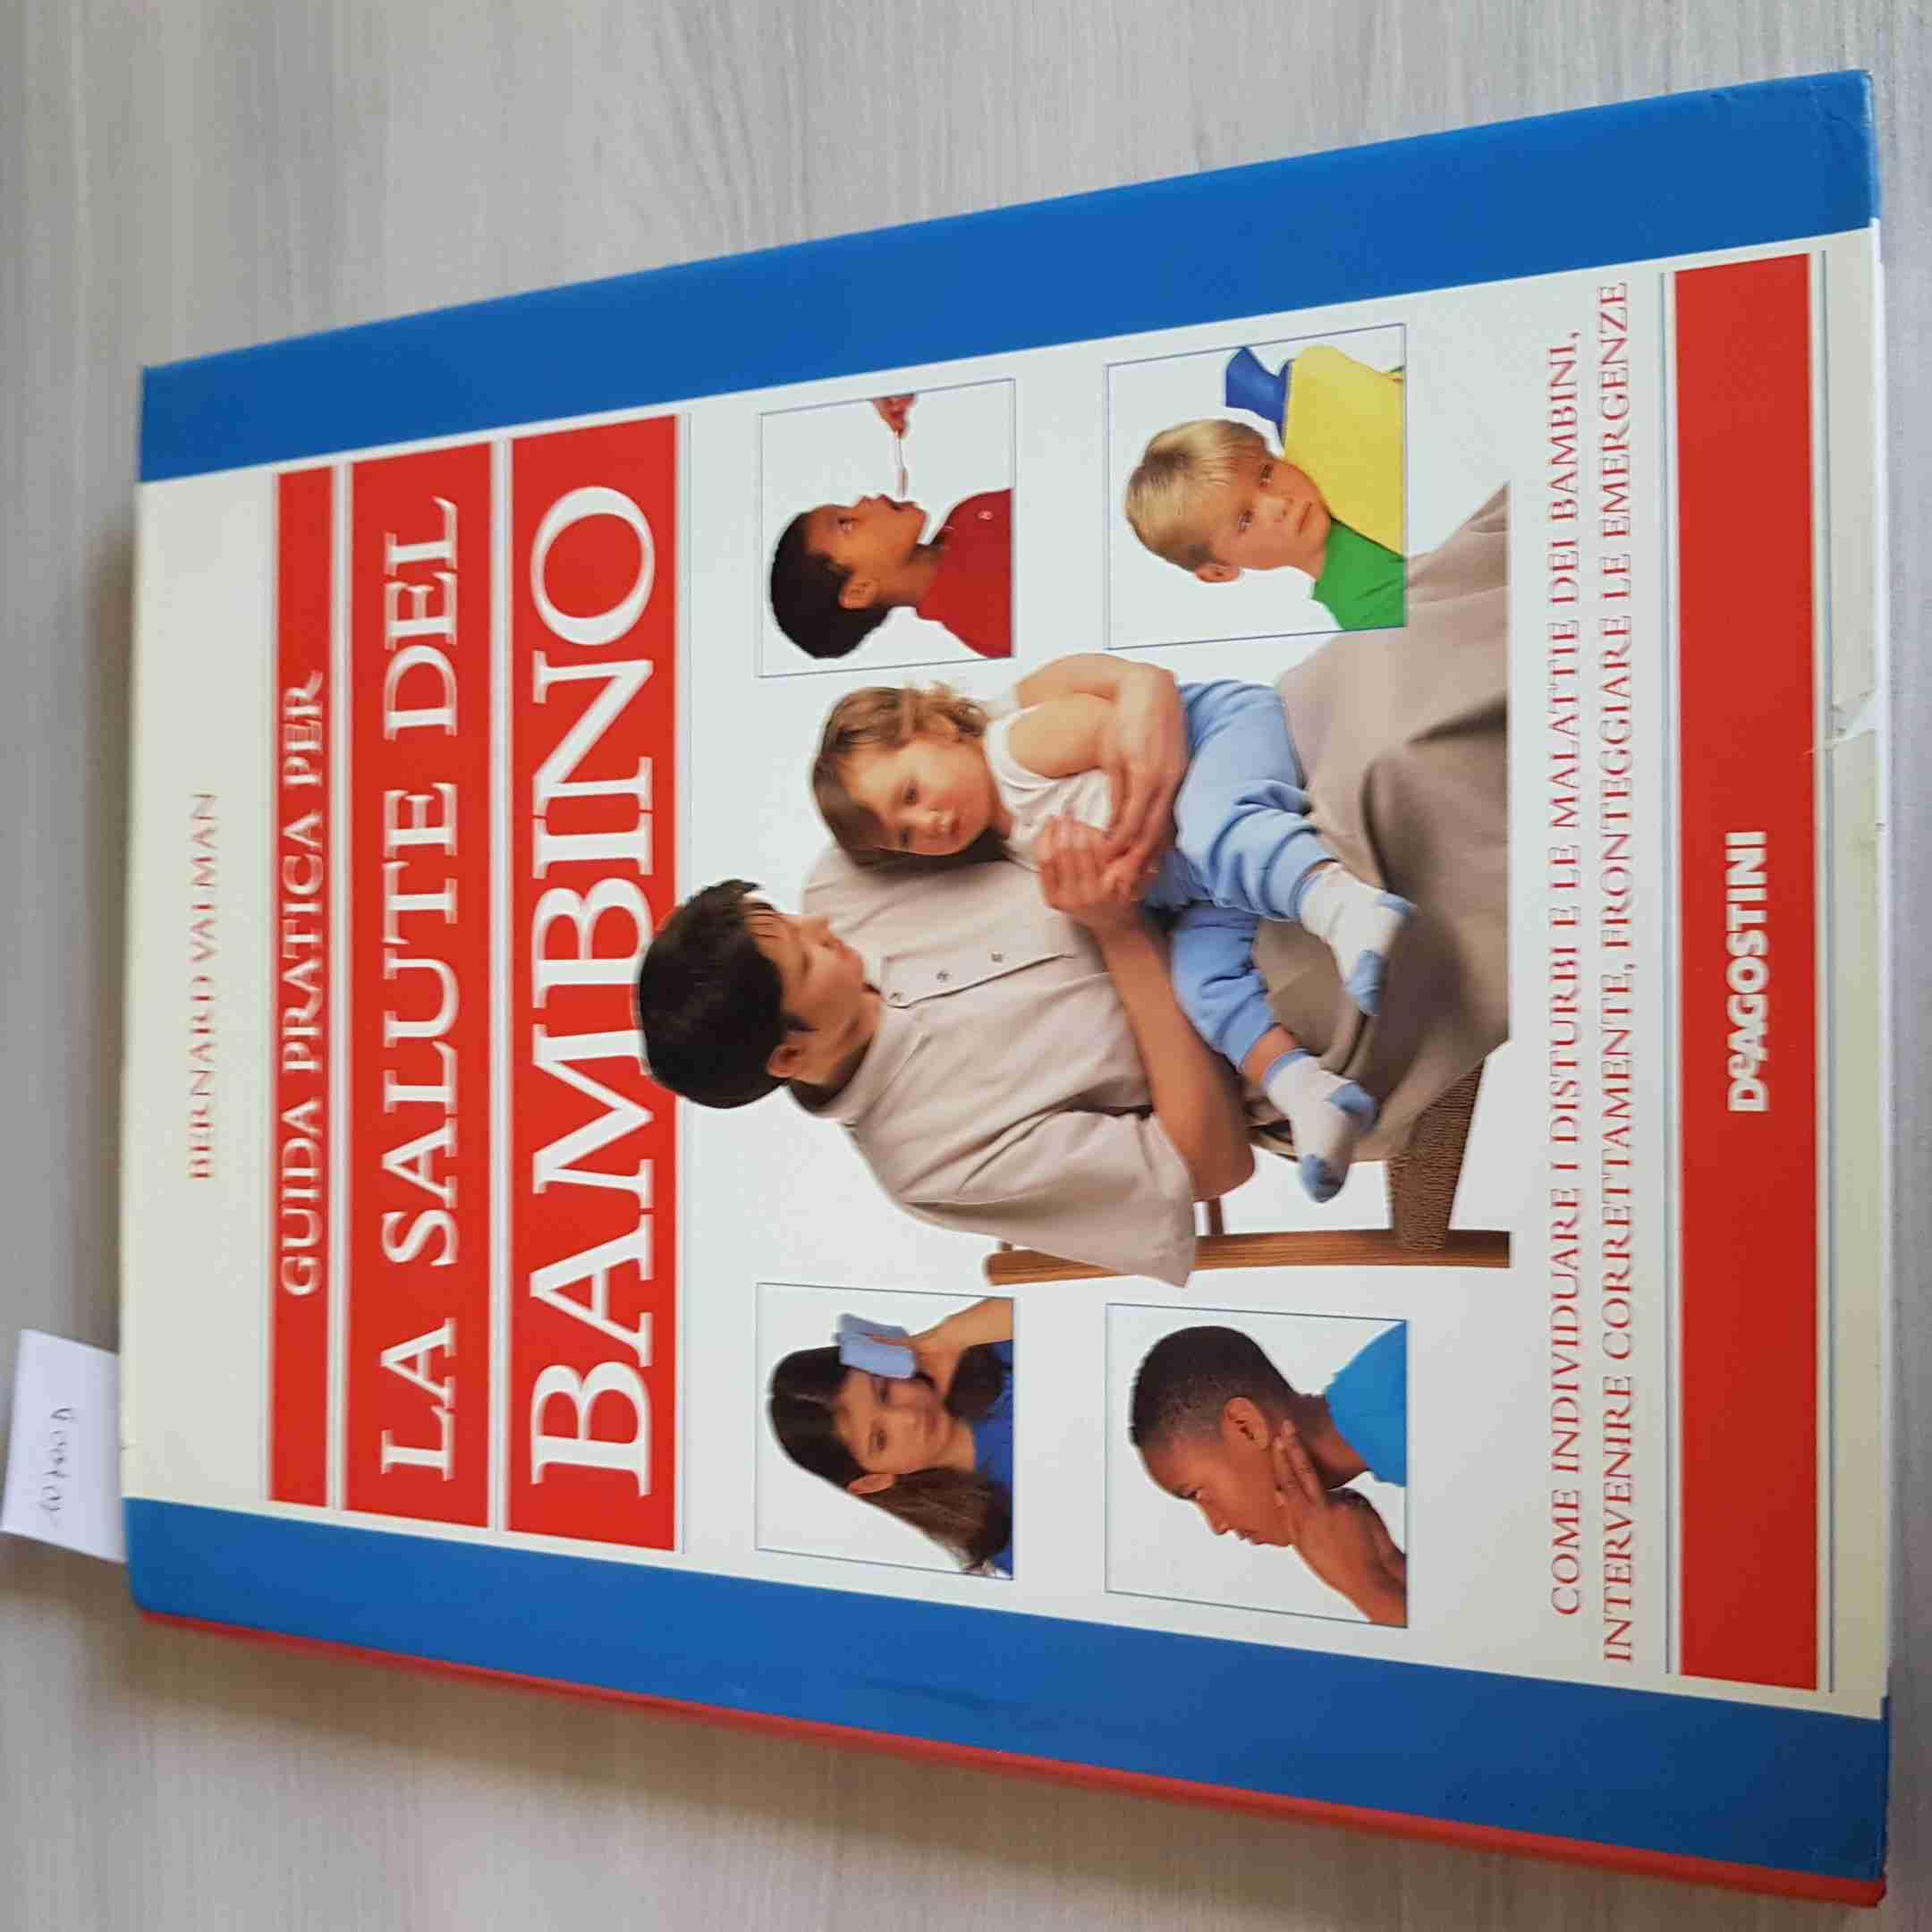 BERNARD VALMAN
GUIDA PRATICA PER
LA SALUTE DEL
BAMBINO
COME INDIVIDUARE I DISTURBI E LE MALATTIE DEI BAMBINI,
INTERVENIRE CORRETTAMENTE, FRONTEGGIARE LE EMERGENZE
DeAGOSTINI